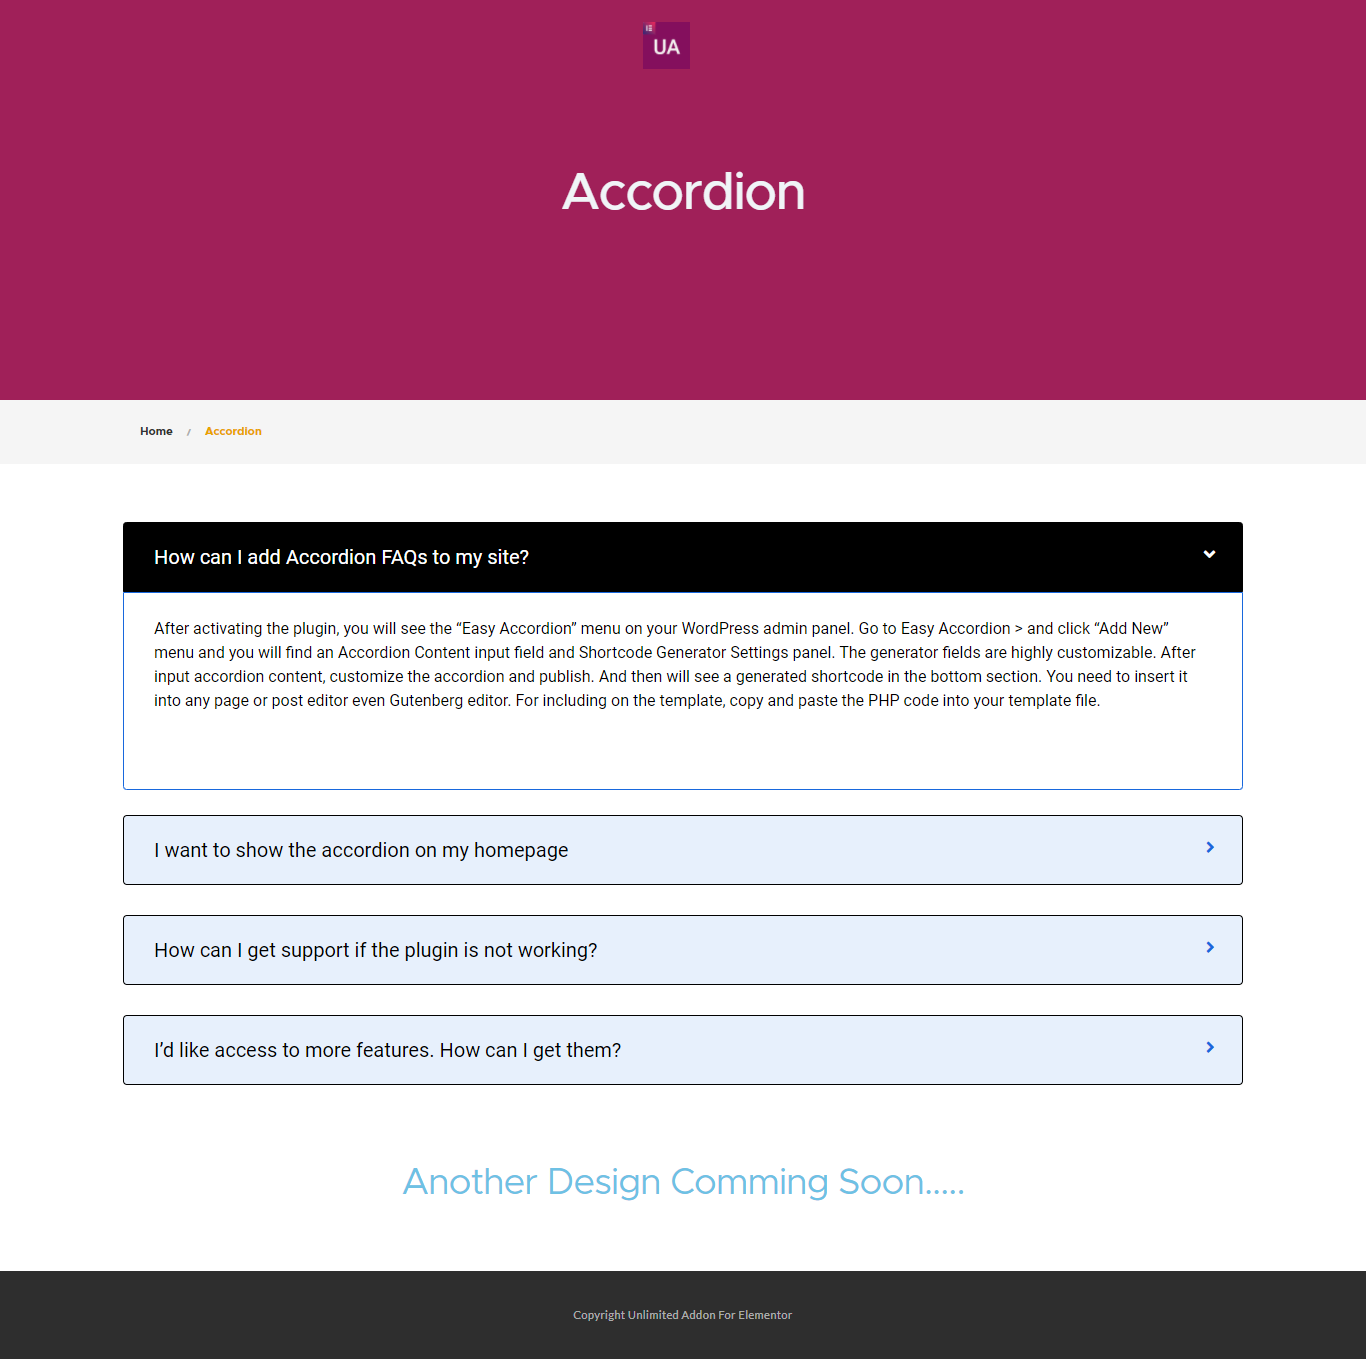 UA
Accordion
Home / Accordion
How can I add Accordion FAQs to my site?
After activating the plugin, you will see the “Easy Accordion” menu on your WordPress admin panel. Go to Easy Accordion > and click “Add New”
menu and you will find an Accordion Content input field and Shortcode Generator Settings panel. The generator fields are highly customizable. After
input accordion content, customize the accordion and publish. And then will see a generated shortcode in the bottom section. You need to insert it
into any page or post editor even Gutenberg editor. For including on the template, copy and paste the PHP code into your template file.
I want to show the accordion on my homepage
How can I get support if the plugin is not working?
I’d like access to more features. How can I get them?
Another Design Comming Soon.....
Copyright Unlimited Addon For Elementor